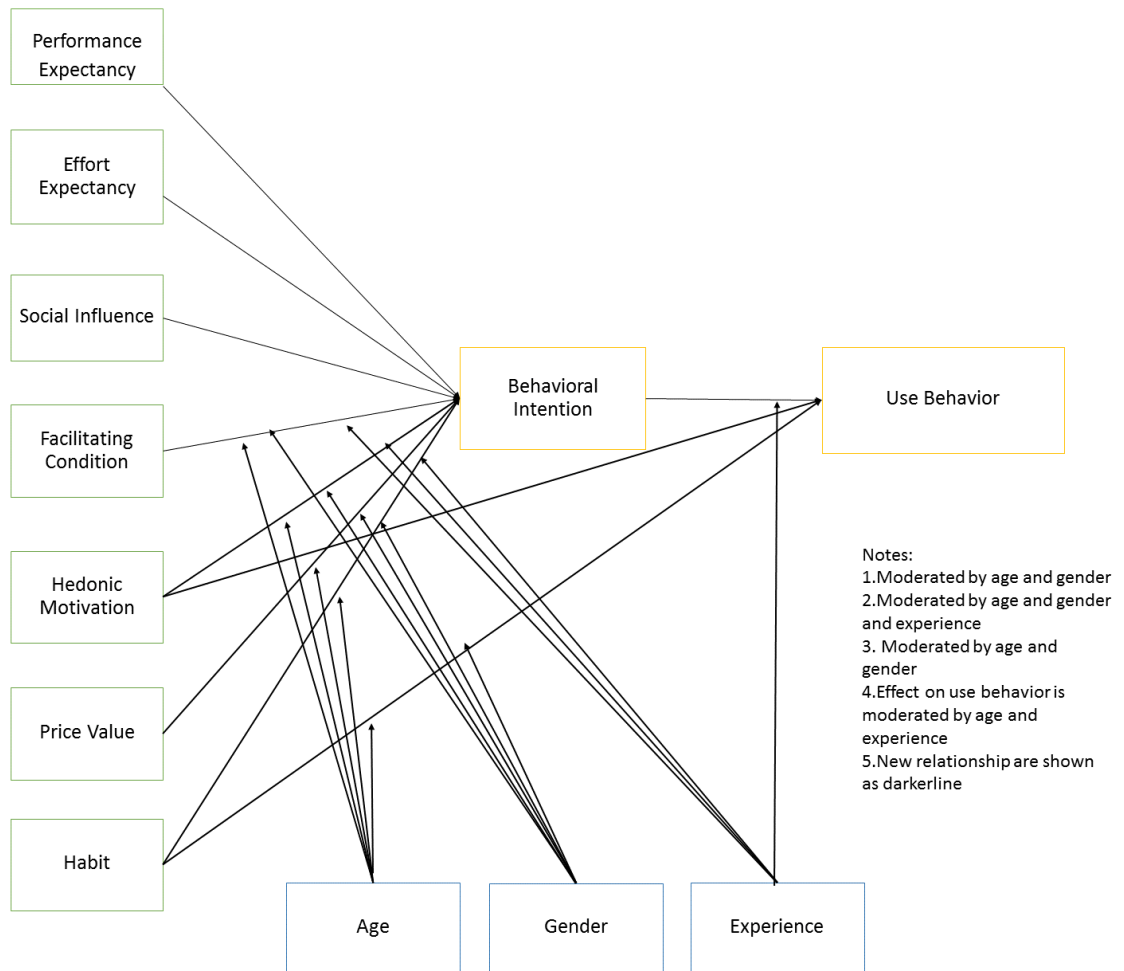 Performance
Expectancy
Effort
Expectancy
Social Influence
Facilitating
Condition
Hedonic
Motivation
Price Value
Habit
Behavioral
Intention
Use Behavior
Age
Gender
Experience
Notes:
1.Moderated by age and gender
2.Moderated by age and gender
and experience
3. Moderated by age and
gender
4.Effect on use behavior is
moderated by age and
experience
5.New relationship are shown
as darkerline